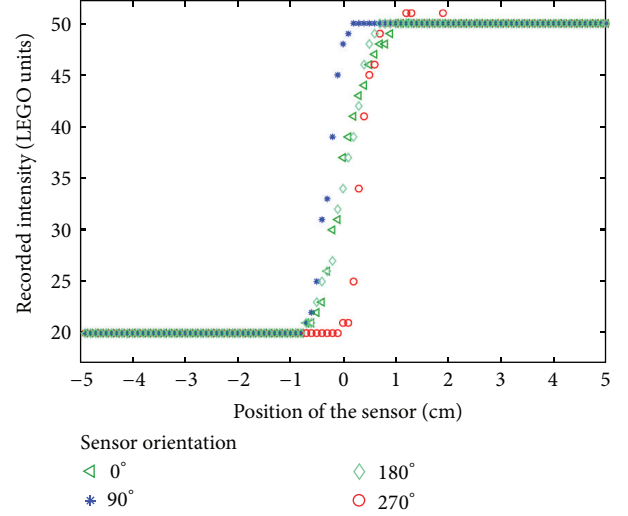 50
45
40
35
30
25
20
Recorded intensity (LEGO units)
−5 −4 −3 −2 −1 0 1 2 3 4 5
Position of the sensor (cm)
Sensor orientation
0° 180°
90° 270°